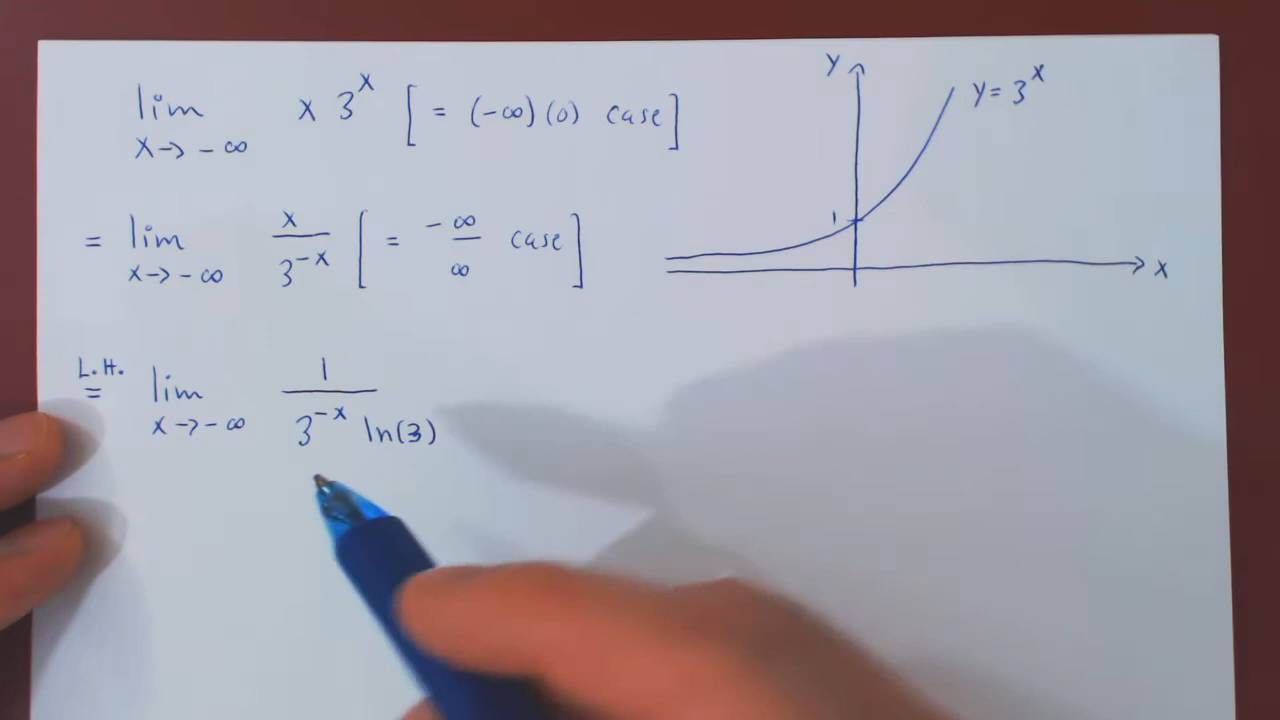 lim x→-∞ x 3^x [ = (-∞)(0) case ]
= lim x→-∞ x / 3^-x [ = -∞ / ∞ case ]
L.H. = lim x→-∞ 1 / 3^-x ln(3)
y
y = 3^x
1
x